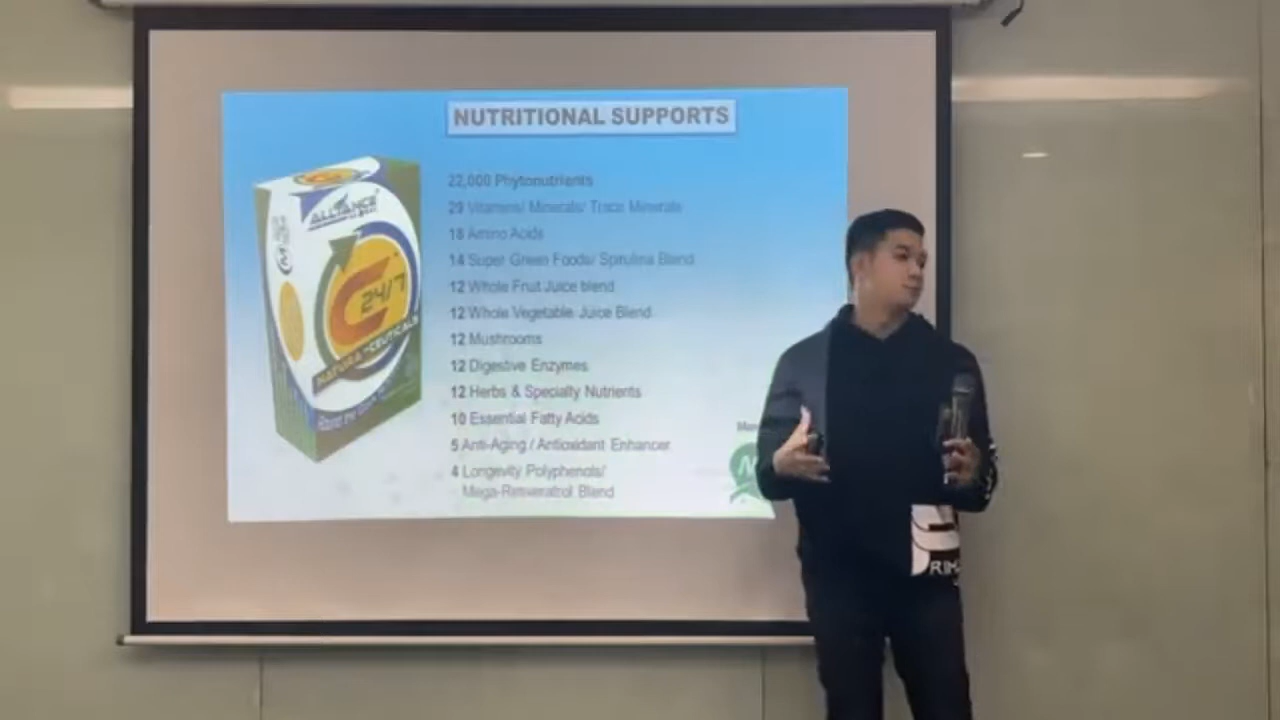 NUTRITIONAL SUPPORTS
22,000 Phytonutrients
29 Vitamins/ Minerals/ Trace Minerals
18 Amino Acids
14 Super Green Foods/ Spirulina Blend
12 Whole Fruit Juice blend
12 Whole Vegetable Juice Blend
12 Mushrooms
12 Digestive Enzymes
12 Herbs & Specialty Nutrients
10 Essential Fatty Acids
5 Anti-Aging / Antioxidant Enhancer
4 Longevity Polyphenols/
Mega-Resveratrol Blend
ALLIANCE
C 24/7
NATURA-CEUTICALS
RIM